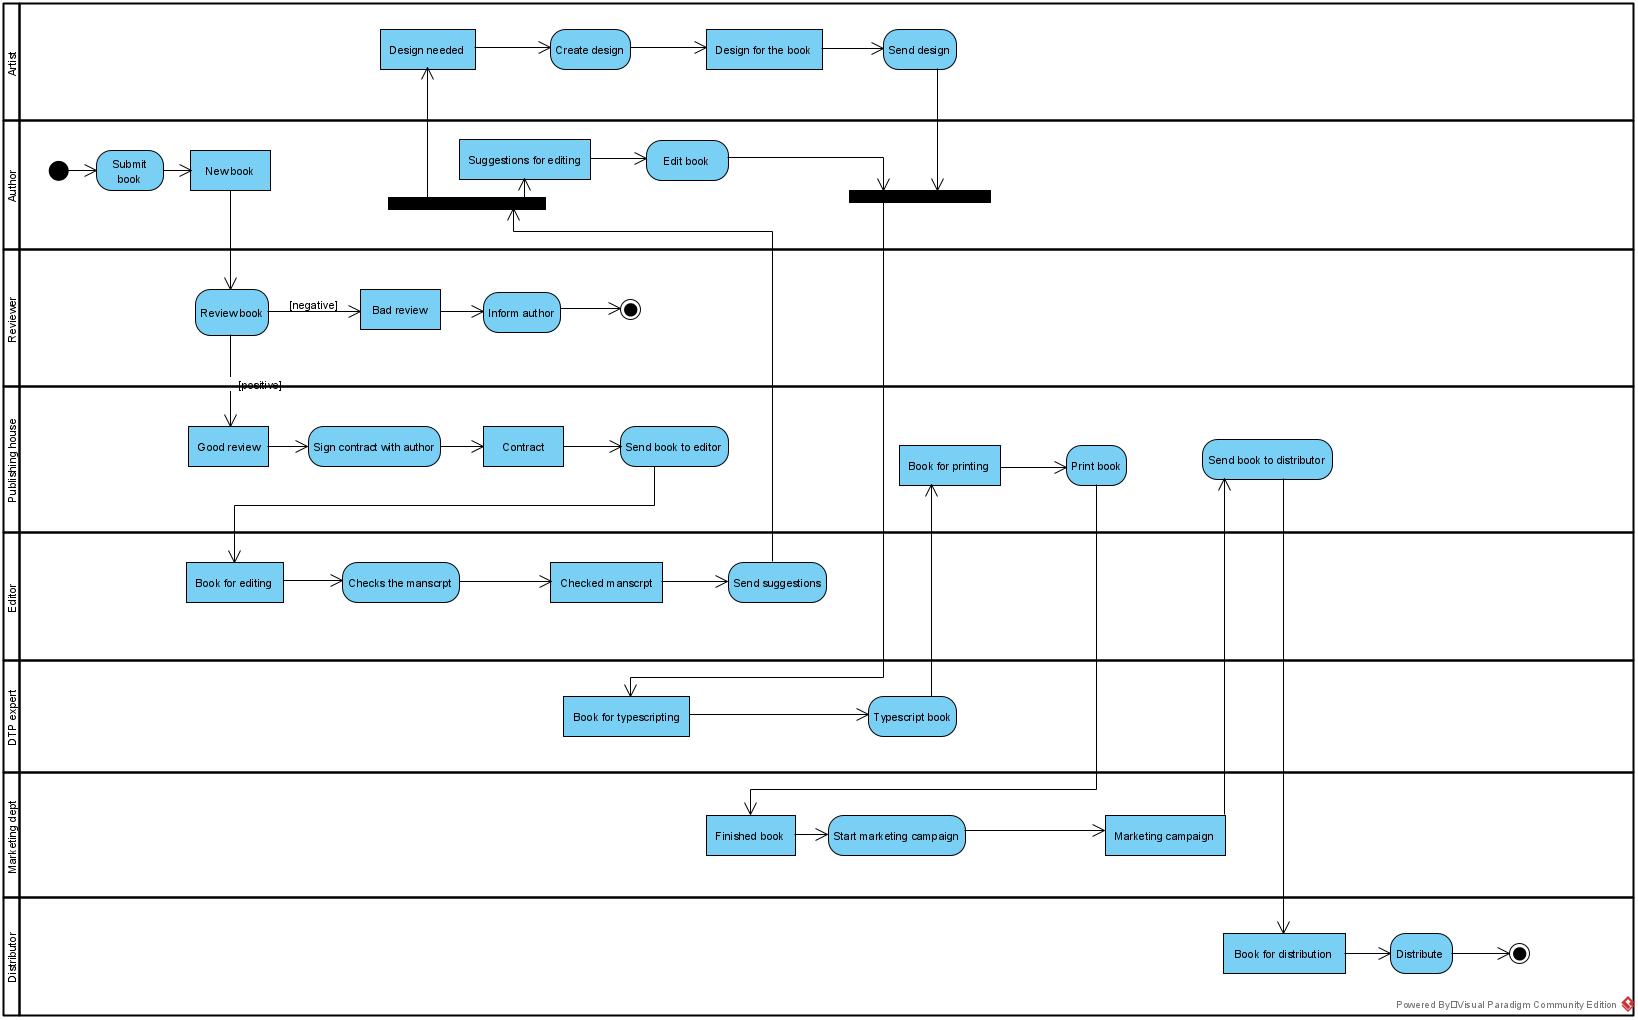 Artist
Design needed
Create design
Design for the book
Send design
Author
Submit
book
New book
Suggestions for editing
Edit book
Reviewer
Review book
[negative]
Bad review
Inform author
[positive]
Publishing house
Good review
Sign contract with author
Contract
Send book to editor
Book for printing
Print book
Send book to distributor
Editor
Book for editing
Checks the manscrpt
Checked manscrpt
Send suggestions
DTP expert
Book for typescripting
Typescript book
Marketing dept
Finished book
Start marketing campaign
Marketing campaign
Distributor
Book for distribution
Distribute
Powered By□Visual Paradigm Community Edition